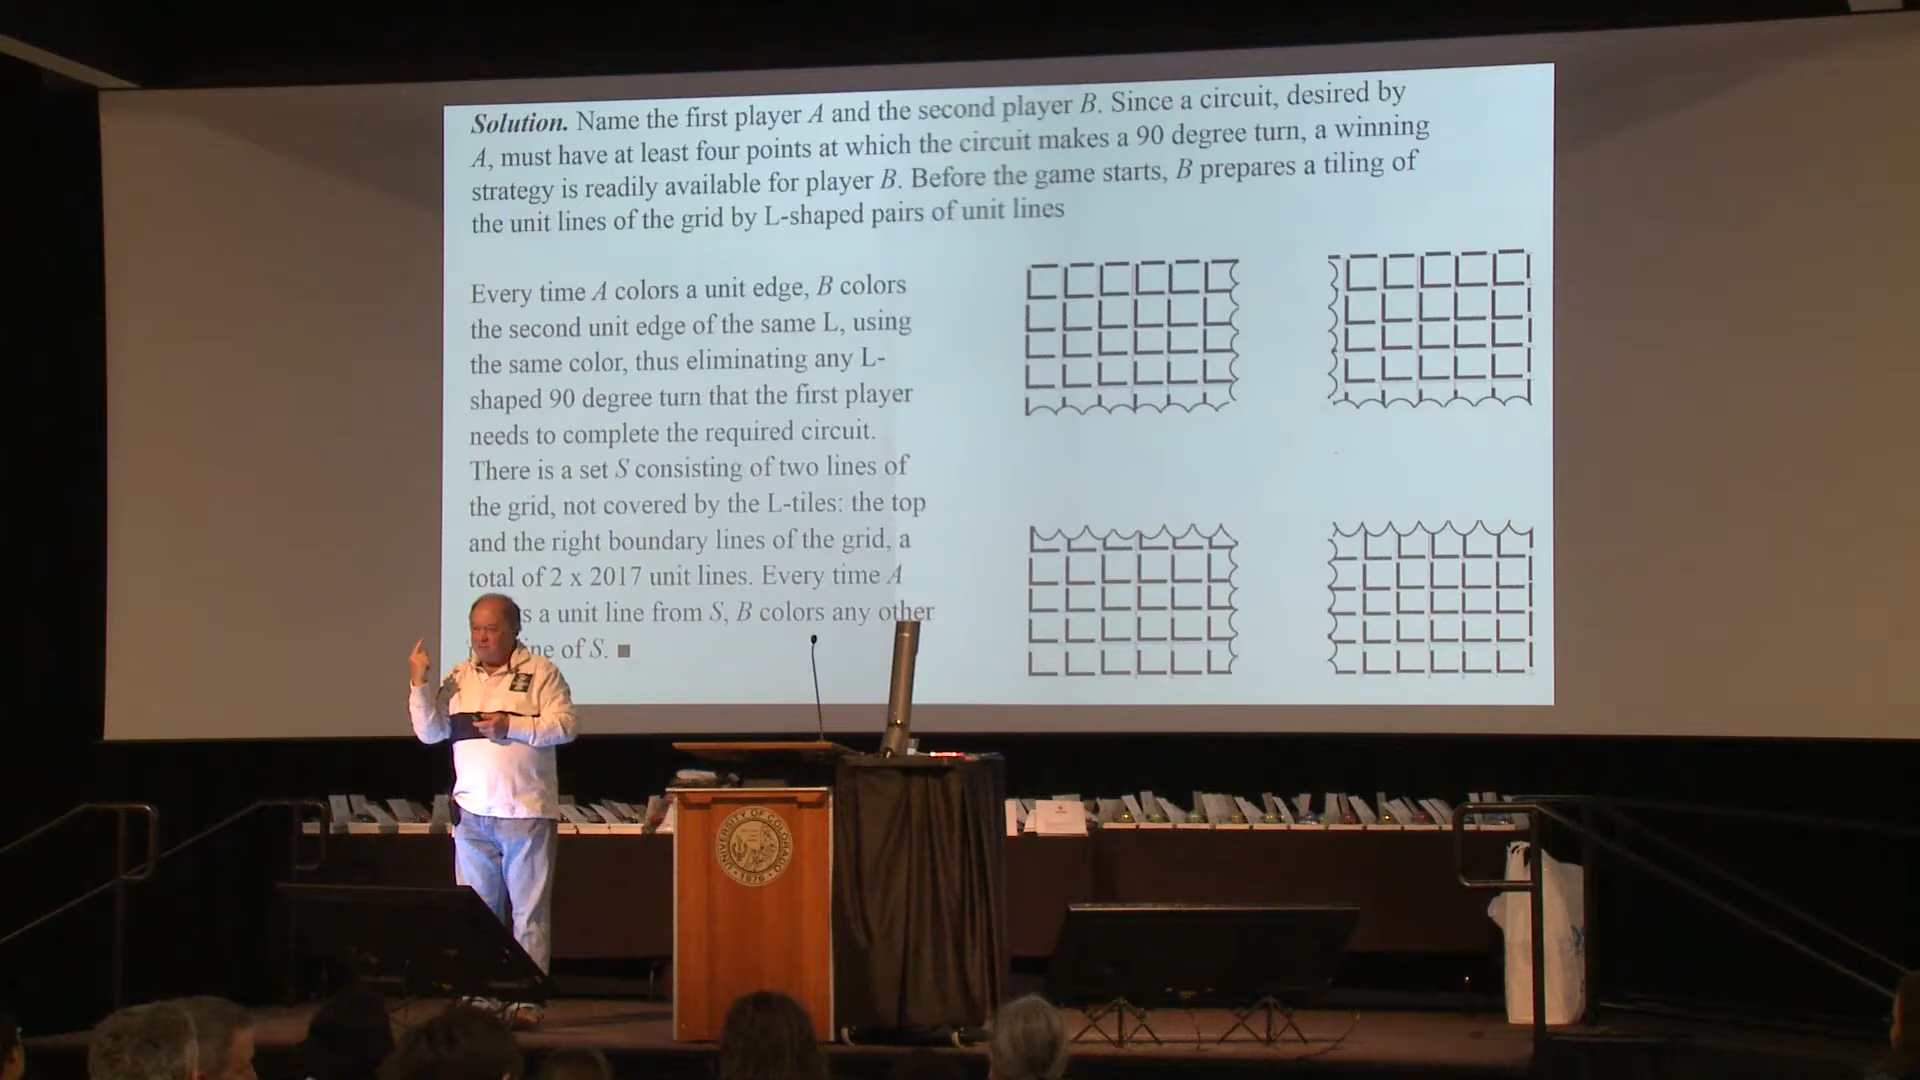 Solution. Name the first player A and the second player B. Since a circuit, desired by
A, must have at least four points at which the circuit makes a 90 degree turn, a winning
strategy is readily available for player B. Before the game starts, B prepares a tiling of
the unit lines of the grid by L-shaped pairs of unit lines
Every time A colors a unit edge, B colors
the second unit edge of the same L, using
the same color, thus eliminating any L-
shaped 90 degree turn that the first player
needs to complete the required circuit.
There is a set S consisting of two lines of
the grid, not covered by the L-tiles: the top
and the right boundary lines of the grid, a
total of 2 x 2017 unit lines. Every time A
s a unit line from S, B colors any other
ne of S. ■
UNIVERSITY OF COLORADO
1876